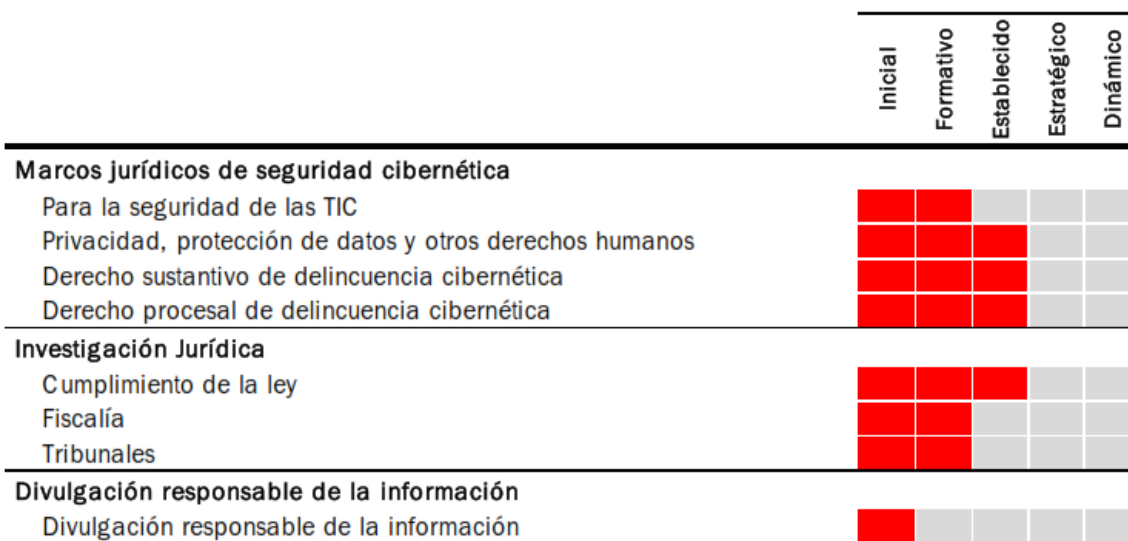 Inicial
Formativo
Establecido
Estratégico
Dinámico
Marcos jurídicos de seguridad cibernética
Para la seguridad de las TIC
Privacidad, protección de datos y otros derechos humanos
Derecho sustantivo de delincuencia cibernética
Derecho procesal de delincuencia cibernética
Investigación Jurídica
Cumplimiento de la ley
Fiscalía
Tribunales
Divulgación responsable de la información
Divulgación responsable de la información